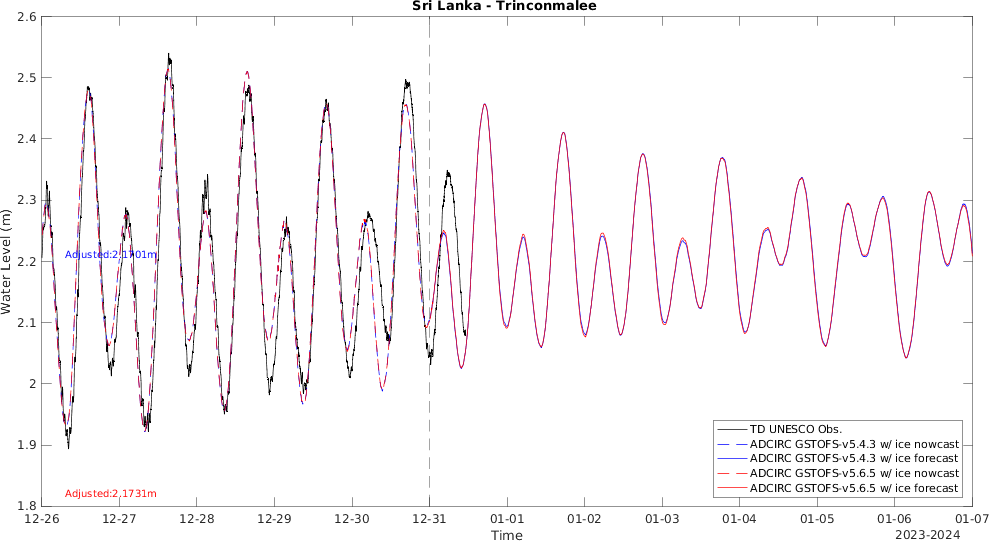 Sri Lanka - Trinconmalee
2.6
2.5
2.4
2.3
2.2
2.1
2
1.9
1.8
Water Level (m)
Adjusted:2.1701m
Adjusted:2.1731m
TD UNESCO Obs.
ADCIRC GSTOFS-v5.4.3 w/ ice nowcast
ADCIRC GSTOFS-v5.4.3 w/ ice forecast
ADCIRC GSTOFS-v5.6.5 w/ ice nowcast
ADCIRC GSTOFS-v5.6.5 w/ ice forecast
12-26 12-27 12-28 12-29 12-30 12-31 01-01 01-02 01-03 01-04 01-05 01-06 01-07
Time
2023-2024